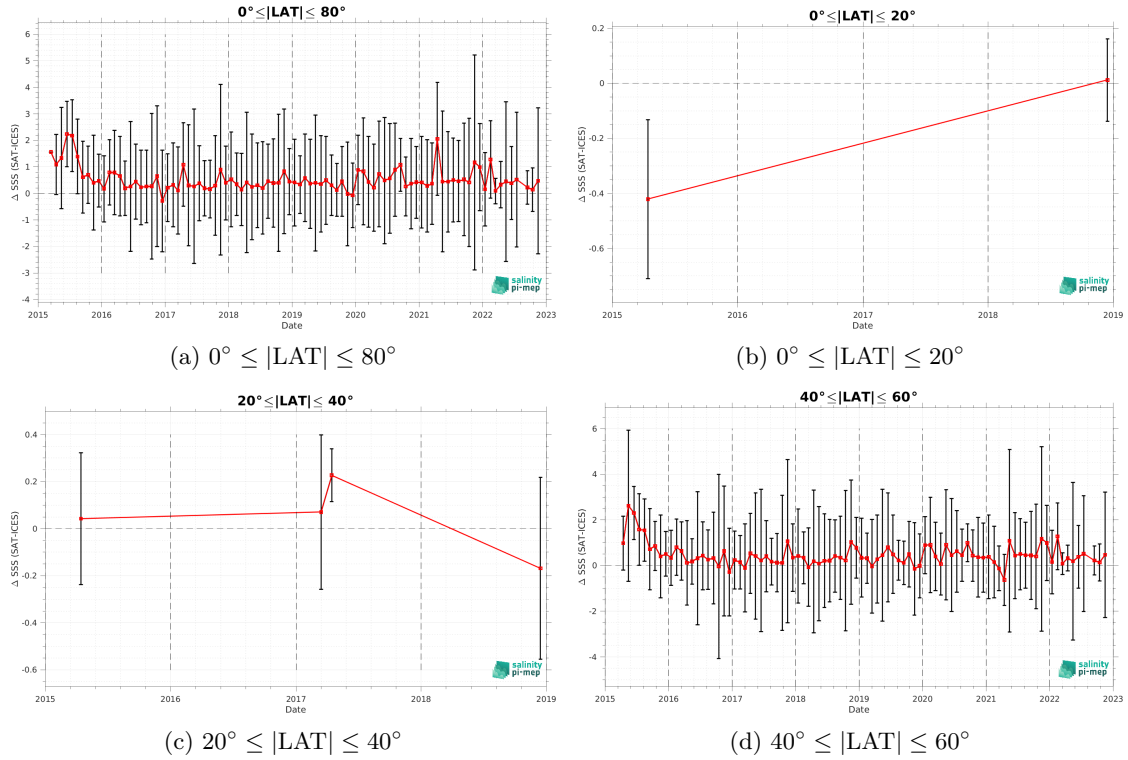 0°≤|LAT|≤ 80°
Δ SSS (SAT-ICES)
6
5
4
3
2
1
0
-1
-2
-3
-4
2015 2016 2017 2018 2019 2020 2021 2022 2023
Date
salinity
pi-mep
(a) 0° ≤ |LAT| ≤ 80°
0°≤|LAT|≤ 20°
Δ SSS (SAT-ICES)
0.2
0
-0.2
-0.4
-0.6
2015 2016 2017 2018 2019
Date
salinity
pi-mep
(b) 0° ≤ |LAT| ≤ 20°
20°≤|LAT|≤ 40°
Δ SSS (SAT-ICES)
0.4
0.2
0
-0.2
-0.4
-0.6
2015 2016 2017 2018 2019
Date
salinity
pi-mep
(c) 20° ≤ |LAT| ≤ 40°
40°≤|LAT|≤ 60°
Δ SSS (SAT-ICES)
6
4
2
0
-2
-4
2015 2016 2017 2018 2019 2020 2021 2022 2023
Date
salinity
pi-mep
(d) 40° ≤ |LAT| ≤ 60°